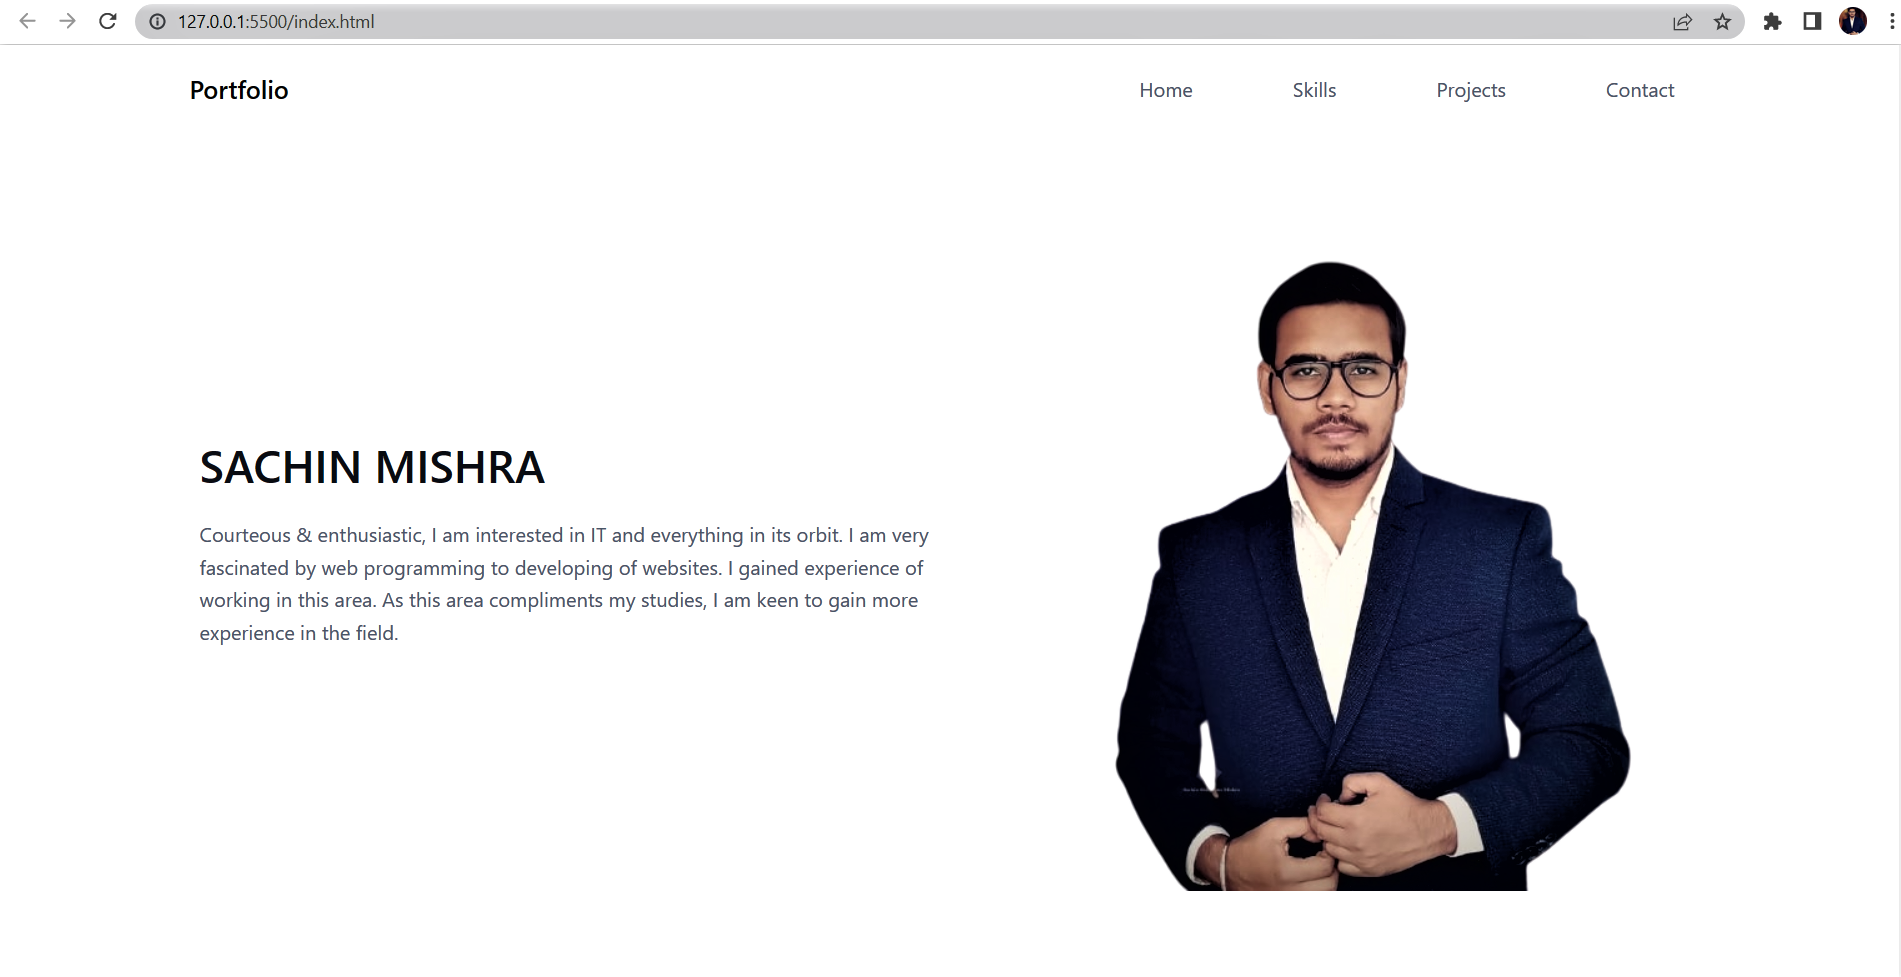 127.0.0.1:5500/index.html
Portfolio
Home Skills Projects Contact
SACHIN MISHRA
Courteous & enthusiastic, I am interested in IT and everything in its orbit. I am very
fascinated by web programming to developing of websites. I gained experience of
working in this area. As this area compliments my studies, I am keen to gain more
experience in the field.